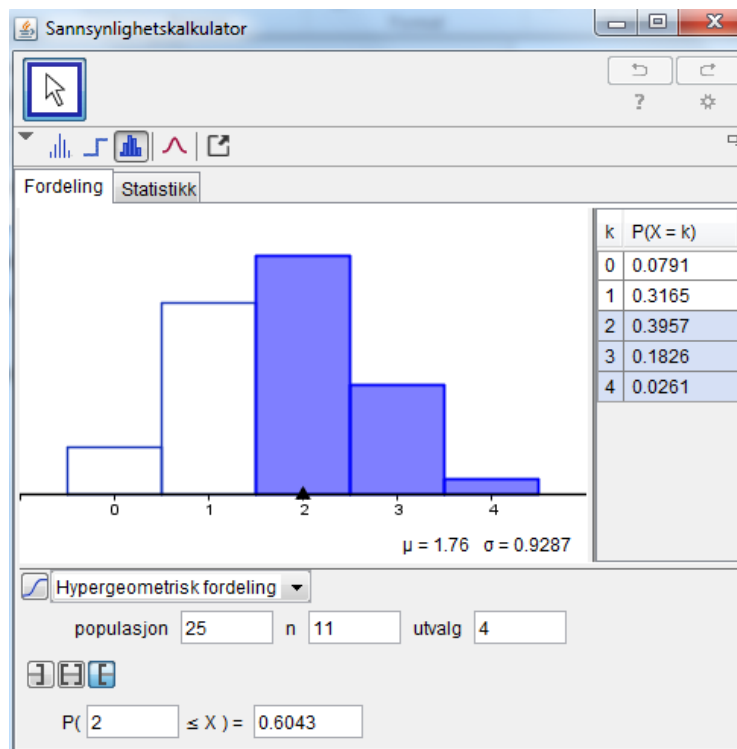 Sannsynlighetskalkulator
?
Fordeling Statistikk
k P(X = k)
0 0.0791
1 0.3165
2 0.3957
3 0.1826
4 0.0261
0 1 2 3 4
μ = 1.76 σ = 0.9287
Hypergeometrisk fordeling
populasjon 25 n 11 utvalg 4
P( 2 ≤ X ) = 0.6043